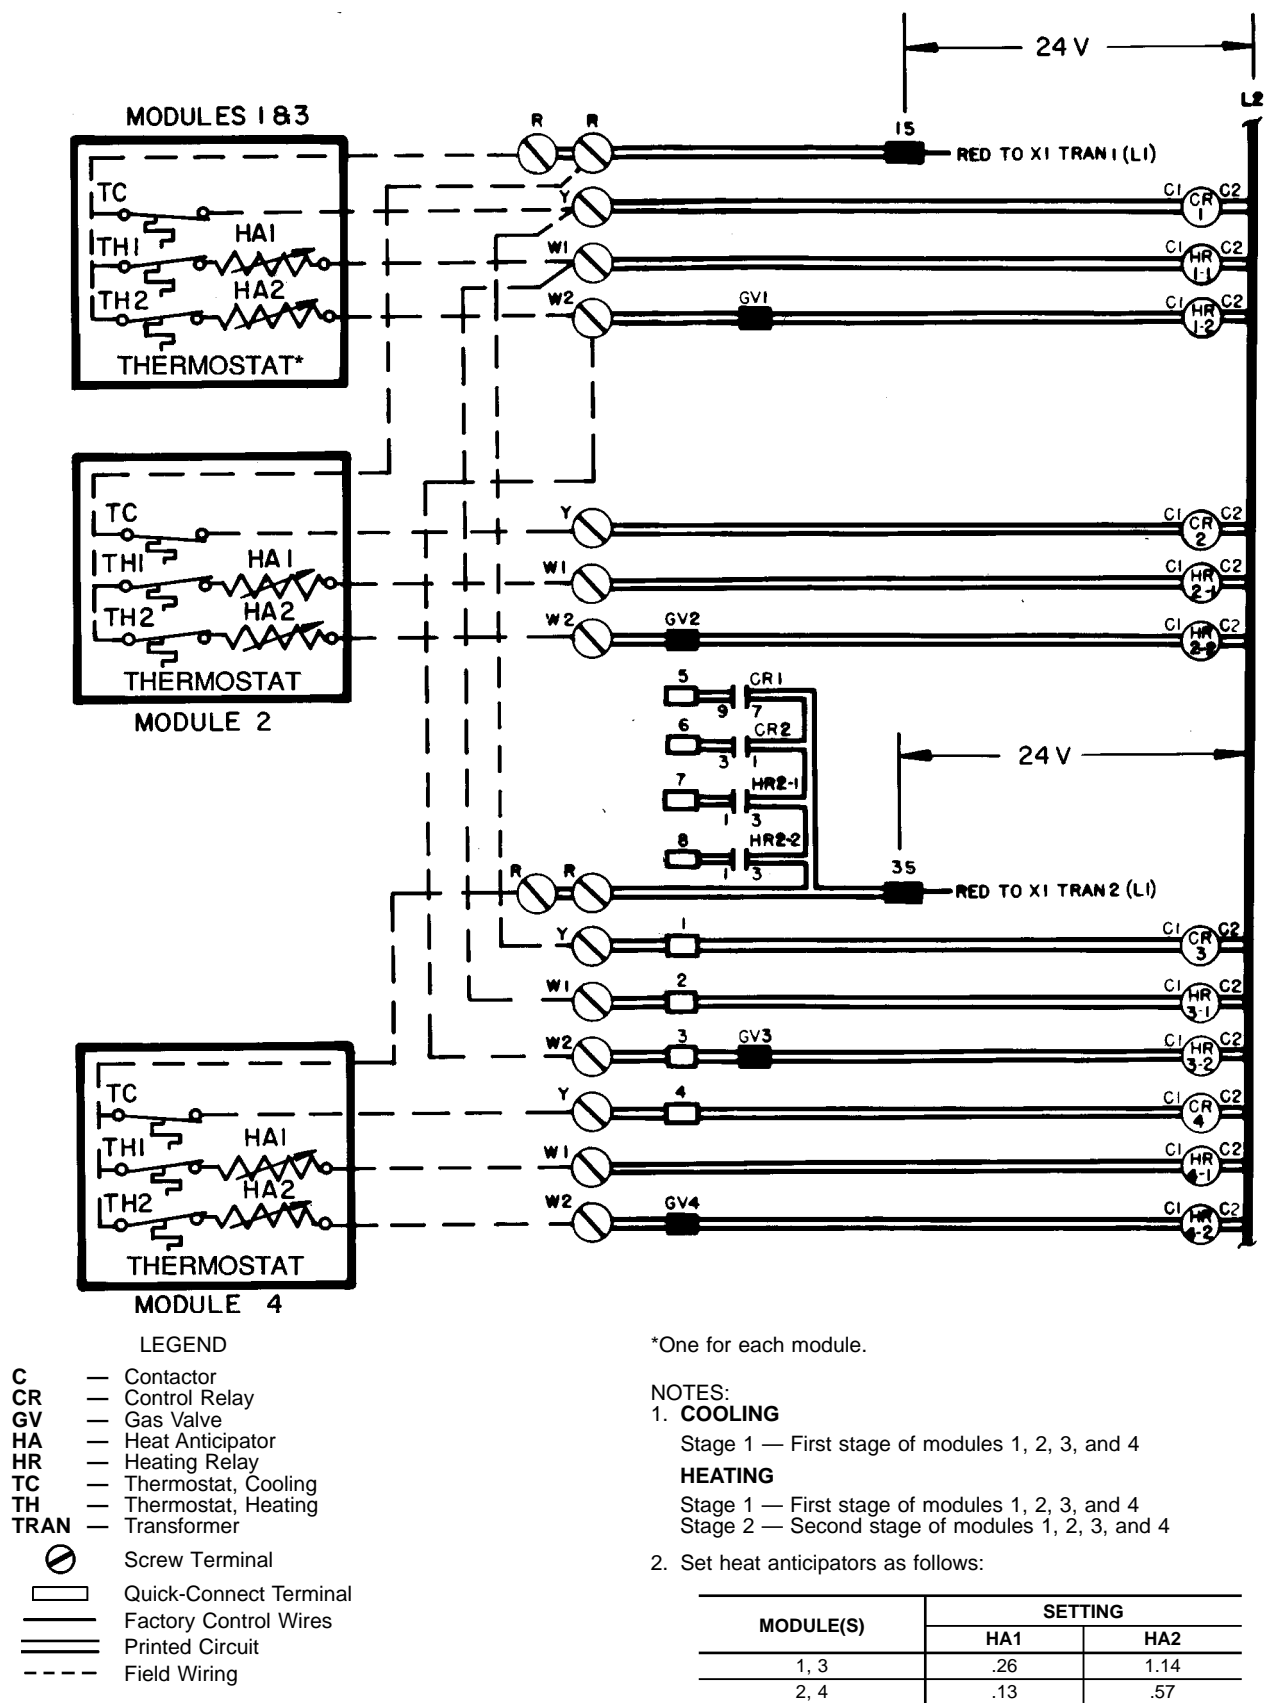 24 V
L2
MODULES 1 & 3
R R 15
RED TO X1 TRAN 1 (L1)
TC
Y C1 CR 1 C2
TH1 HA1
W1 C1 HR 1-1 C2
TH2 HA2
W2 GV1 C1 HR 1-2 C2
THERMOSTAT*
TC
Y C1 CR 2 C2
TH1 HA1
W1 C1 HR 2-1 C2
TH2 HA2
W2 GV2 C1 HR 2-2 C2
THERMOSTAT
MODULE 2
5 CR1
9 7
6 CR2
3 1
24 V
7 HR2-1
1 3
8 HR2-2
1 3
R R 35
RED TO X1 TRAN 2 (L1)
Y 1 C1 CR 3 C2
W1 2 C1 HR 3-1 C2
W2 3 GV3 C1 HR 3-2 C2
TC
Y 4 C1 CR 4 C2
TH1 HA1
W1 C1 HR 4-1 C2
TH2 HA2
W2 GV4 C1 HR 4-2 C2
THERMOSTAT
MODULE 4
LEGEND
C — Contactor
CR — Control Relay
GV — Gas Valve
HA — Heat Anticipator
HR — Heating Relay
TC — Thermostat, Cooling
TH — Thermostat, Heating
TRAN — Transformer
Screw Terminal
Quick-Connect Terminal
Factory Control Wires
Printed Circuit
Field Wiring
*One for each module.
NOTES:
1. COOLING
Stage 1 — First stage of modules 1, 2, 3, and 4
HEATING
Stage 1 — First stage of modules 1, 2, 3, and 4
Stage 2 — Second stage of modules 1, 2, 3, and 4
2. Set heat anticipators as follows:
MODULE(S) SETTING
HA1 HA2
1, 3 .26 1.14
2, 4 .13 .57